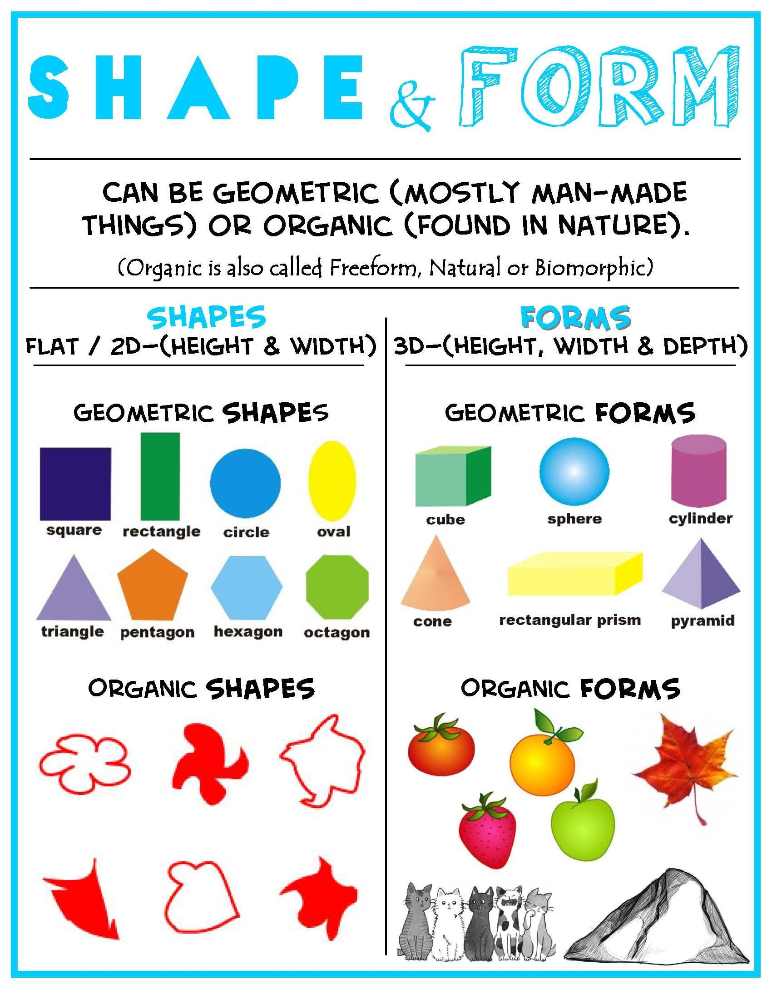 SHAPE & FORM
CAN BE GEOMETRIC (MOSTLY MAN-MADE
THINGS) OR ORGANIC (FOUND IN NATURE).
(Organic is also called Freeform, Natural or Biomorphic)
SHAPES
FLAT / 2D-(HEIGHT & WIDTH)
GEOMETRIC SHAPES
square rectangle circle oval
triangle pentagon hexagon octagon
ORGANIC SHAPES
FORMS
3D-(HEIGHT, WIDTH & DEPTH)
GEOMETRIC FORMS
cube sphere cylinder
cone rectangular prism pyramid
ORGANIC FORMS